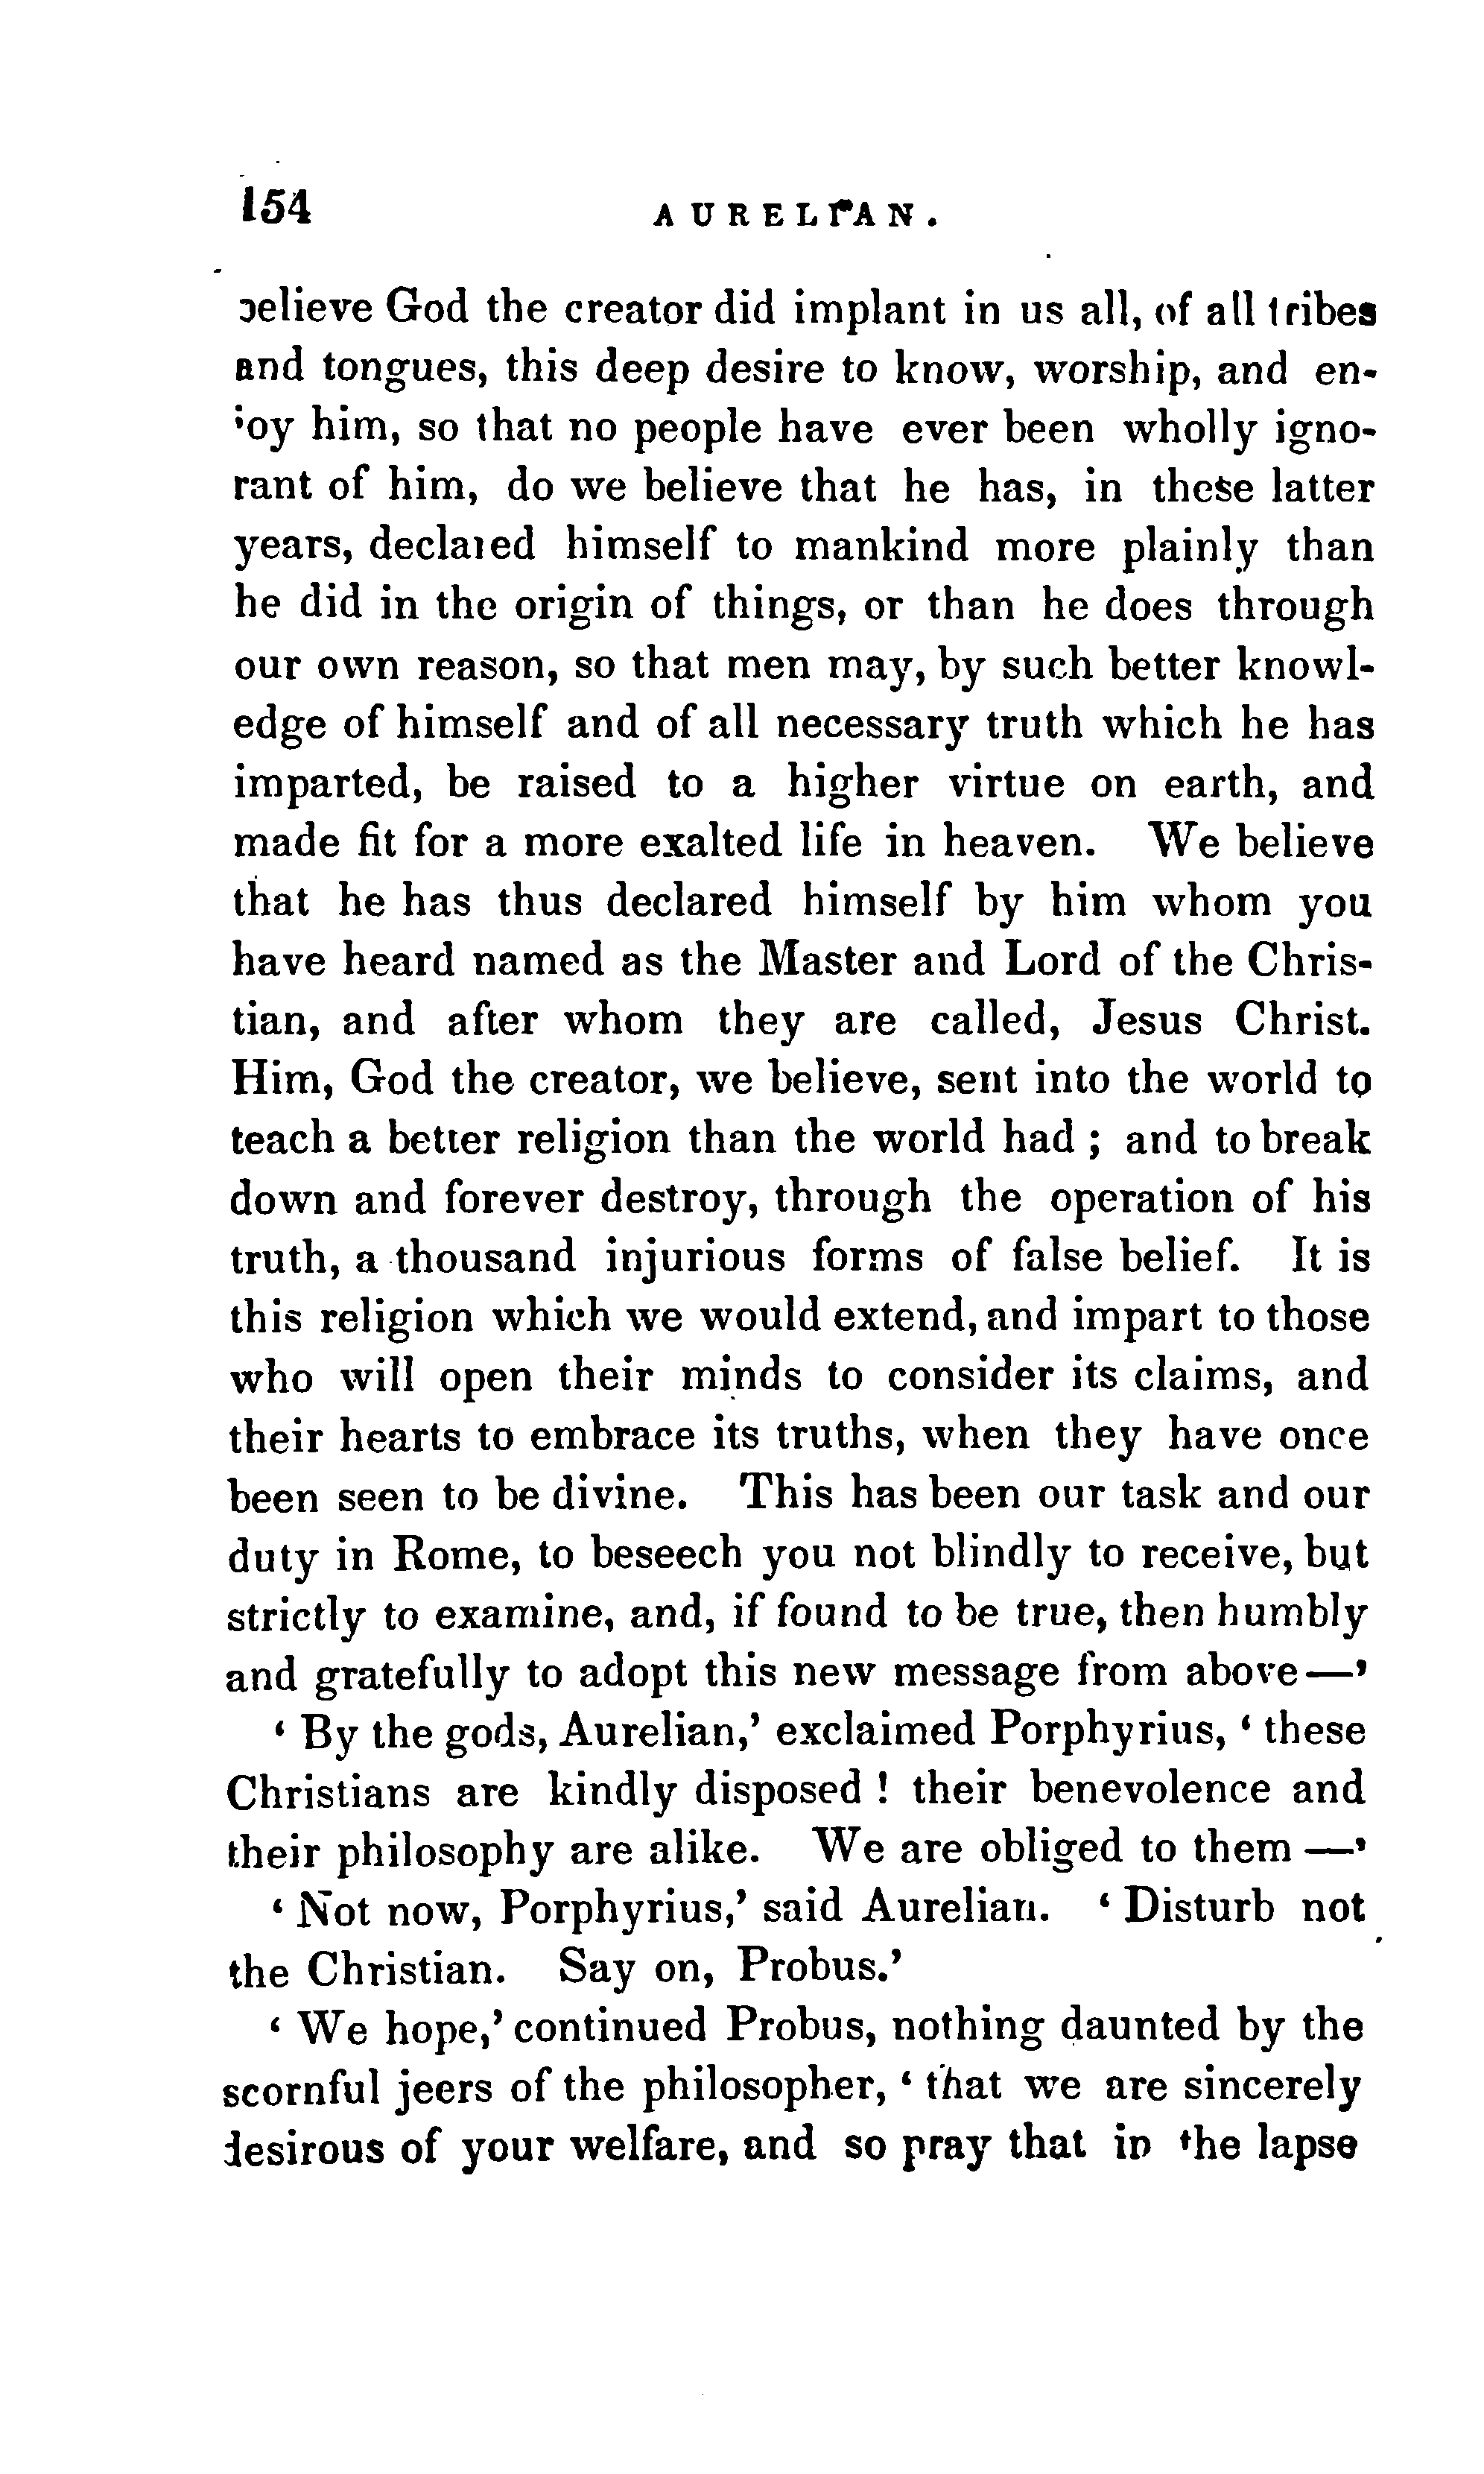 154 AURELIAN.
believe God the creator did implant in us all, of all tribes
and tongues, this deep desire to know, worship, and en-
joy him, so that no people have ever been wholly igno-
rant of him, do we believe that he has, in these latter
years, declared himself to mankind more plainly than
he did in the origin of things, or than he does through
our own reason, so that men may, by such better knowl-
edge of himself and of all necessary truth which he has
imparted, be raised to a higher virtue on earth, and
made fit for a more exalted life in heaven. We believe
that he has thus declared himself by him whom you
have heard named as the Master and Lord of the Chris-
tian, and after whom they are called, Jesus Christ.
Him, God the creator, we believe, sent into the world to
teach a better religion than the world had ; and to break
down and forever destroy, through the operation of his
truth, a thousand injurious forms of false belief. It is
this religion which we would extend, and impart to those
who will open their minds to consider its claims, and
their hearts to embrace its truths, when they have once
been seen to be divine. This has been our task and our
duty in Rome, to beseech you not blindly to receive, but
strictly to examine, and, if found to be true, then humbly
and gratefully to adopt this new message from above—’
‘ By the gods, Aurelian,’ exclaimed Porphyrius, ‘ these
Christians are kindly disposed ! their benevolence and
their philosophy are alike. We are obliged to them —’
‘ Not now, Porphyrius,’ said Aurelian. ‘ Disturb not
the Christian. Say on, Probus.’
‘ We hope,’ continued Probus, nothing daunted by the
scornful jeers of the philosopher, ‘ that we are sincerely
desirous of your welfare, and so pray that in the lapse